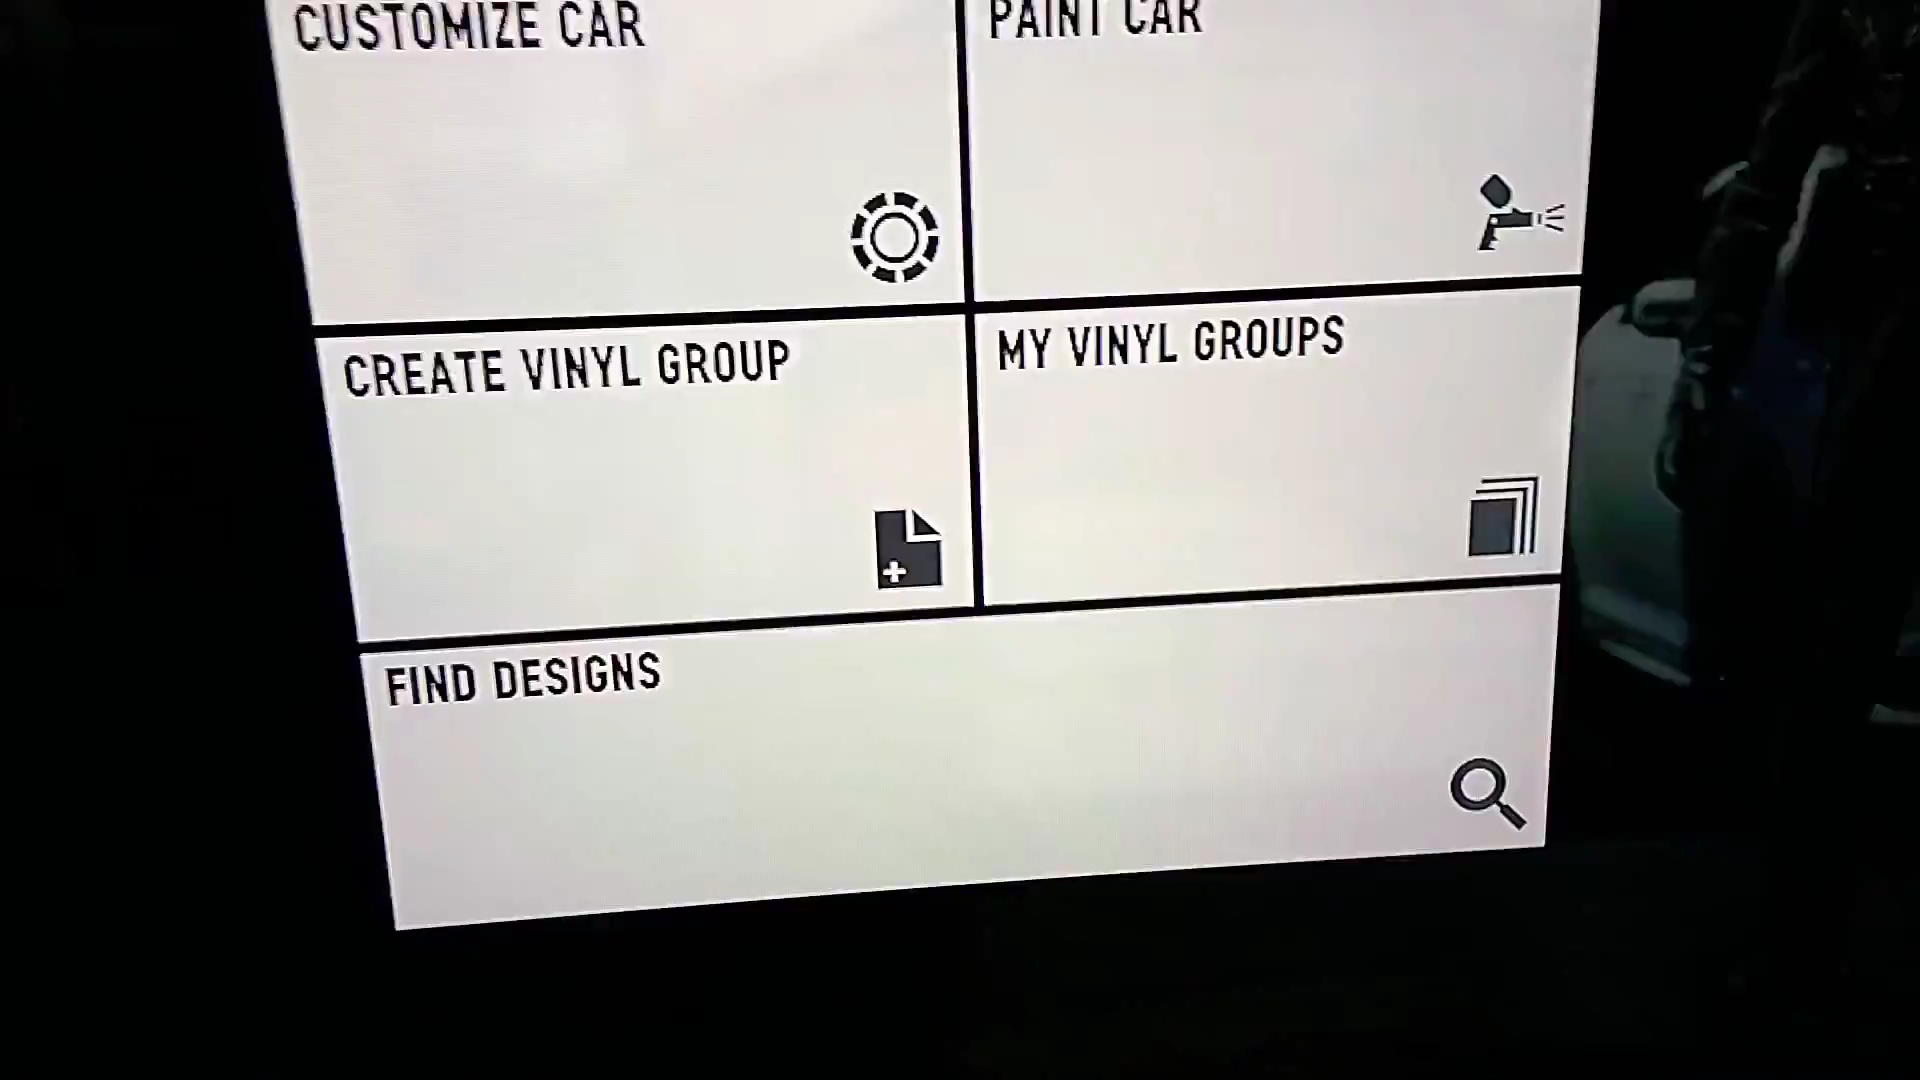 CUSTOMIZE CAR
PAINT CAR
CREATE VINYL GROUP
MY VINYL GROUPS
FIND DESIGNS